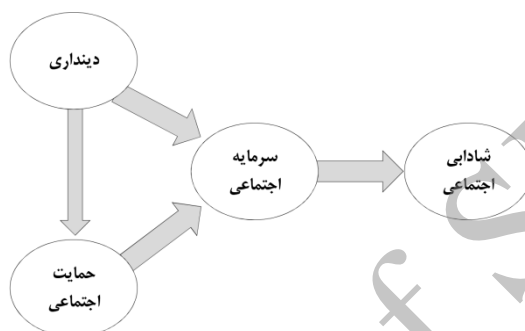 دینداری
سرمایه
اجتماعی
شادابی
اجتماعی
حمایت
اجتماعی